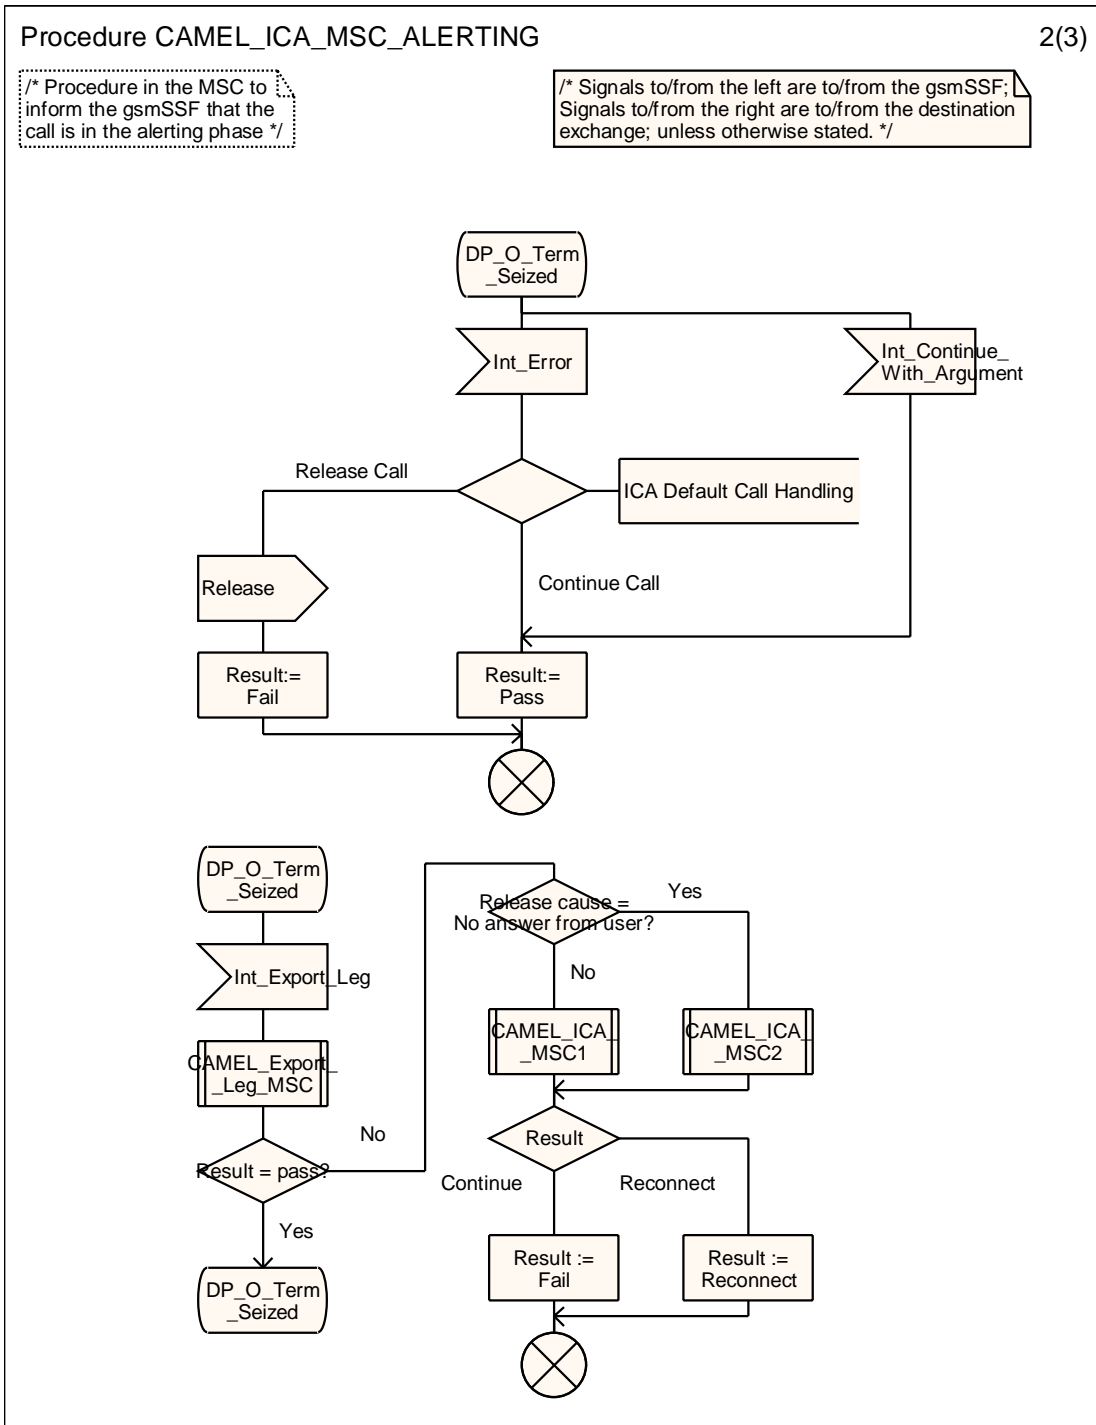 Procedure CAMEL_ICA_MSC_ALERTING
2(3)
/* Procedure in the MSC to
inform the gsmSSF that the
call is in the alerting phase */
/* Signals to/from the left are to/from the gsmSSF;
Signals to/from the right are to/from the destination
exchange; unless otherwise stated. */
DP_O_Term
_Seized
Int_Error
Int_Continue_
With_Argument
Release Call
ICA Default Call Handling
Release
Continue Call
Result:=
Fail
Result:=
Pass
DP_O_Term
_Seized
Int_Export_Leg
CAMEL_Export_
_Leg_MSC
Result = pass?
No
Yes
DP_O_Term
_Seized
Release cause =
No answer from user?
Yes
No
CAMEL_ICA_
_MSC1
CAMEL_ICA_
_MSC2
Result
Continue
Reconnect
Result :=
Fail
Result :=
Reconnect